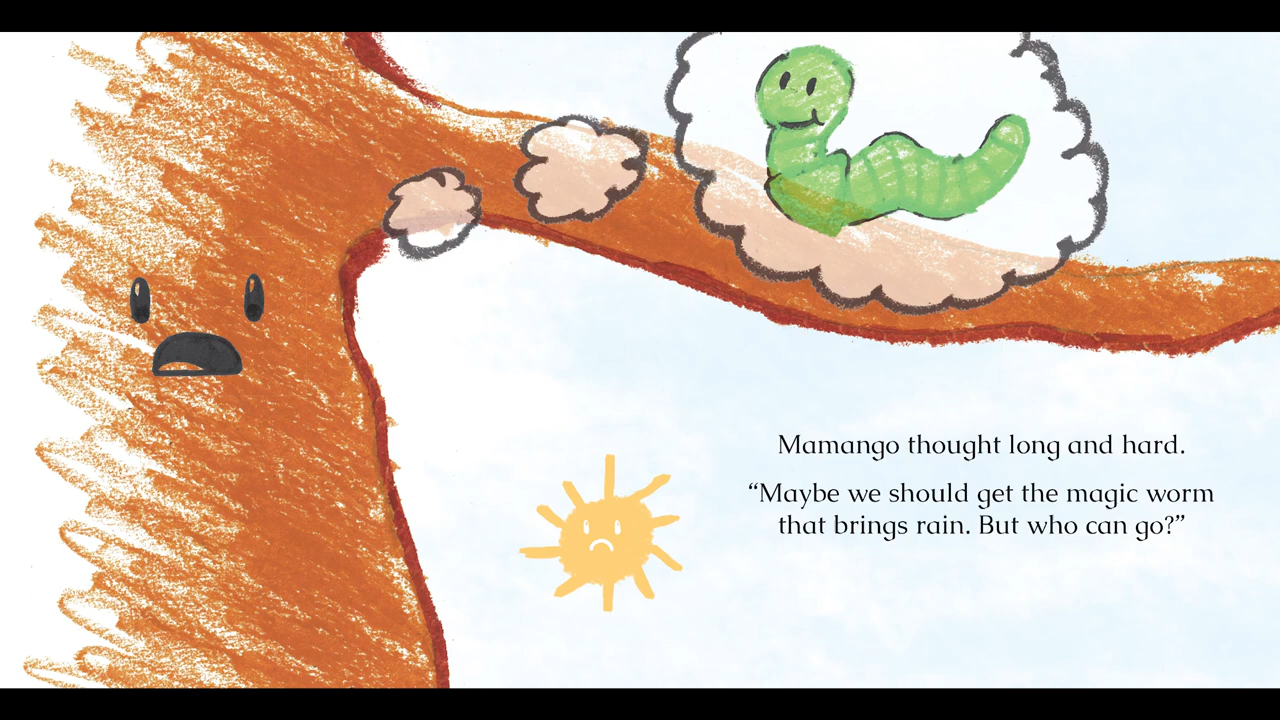 Mamango thought long and hard.
“Maybe we should get the magic worm
that brings rain. But who can go?”